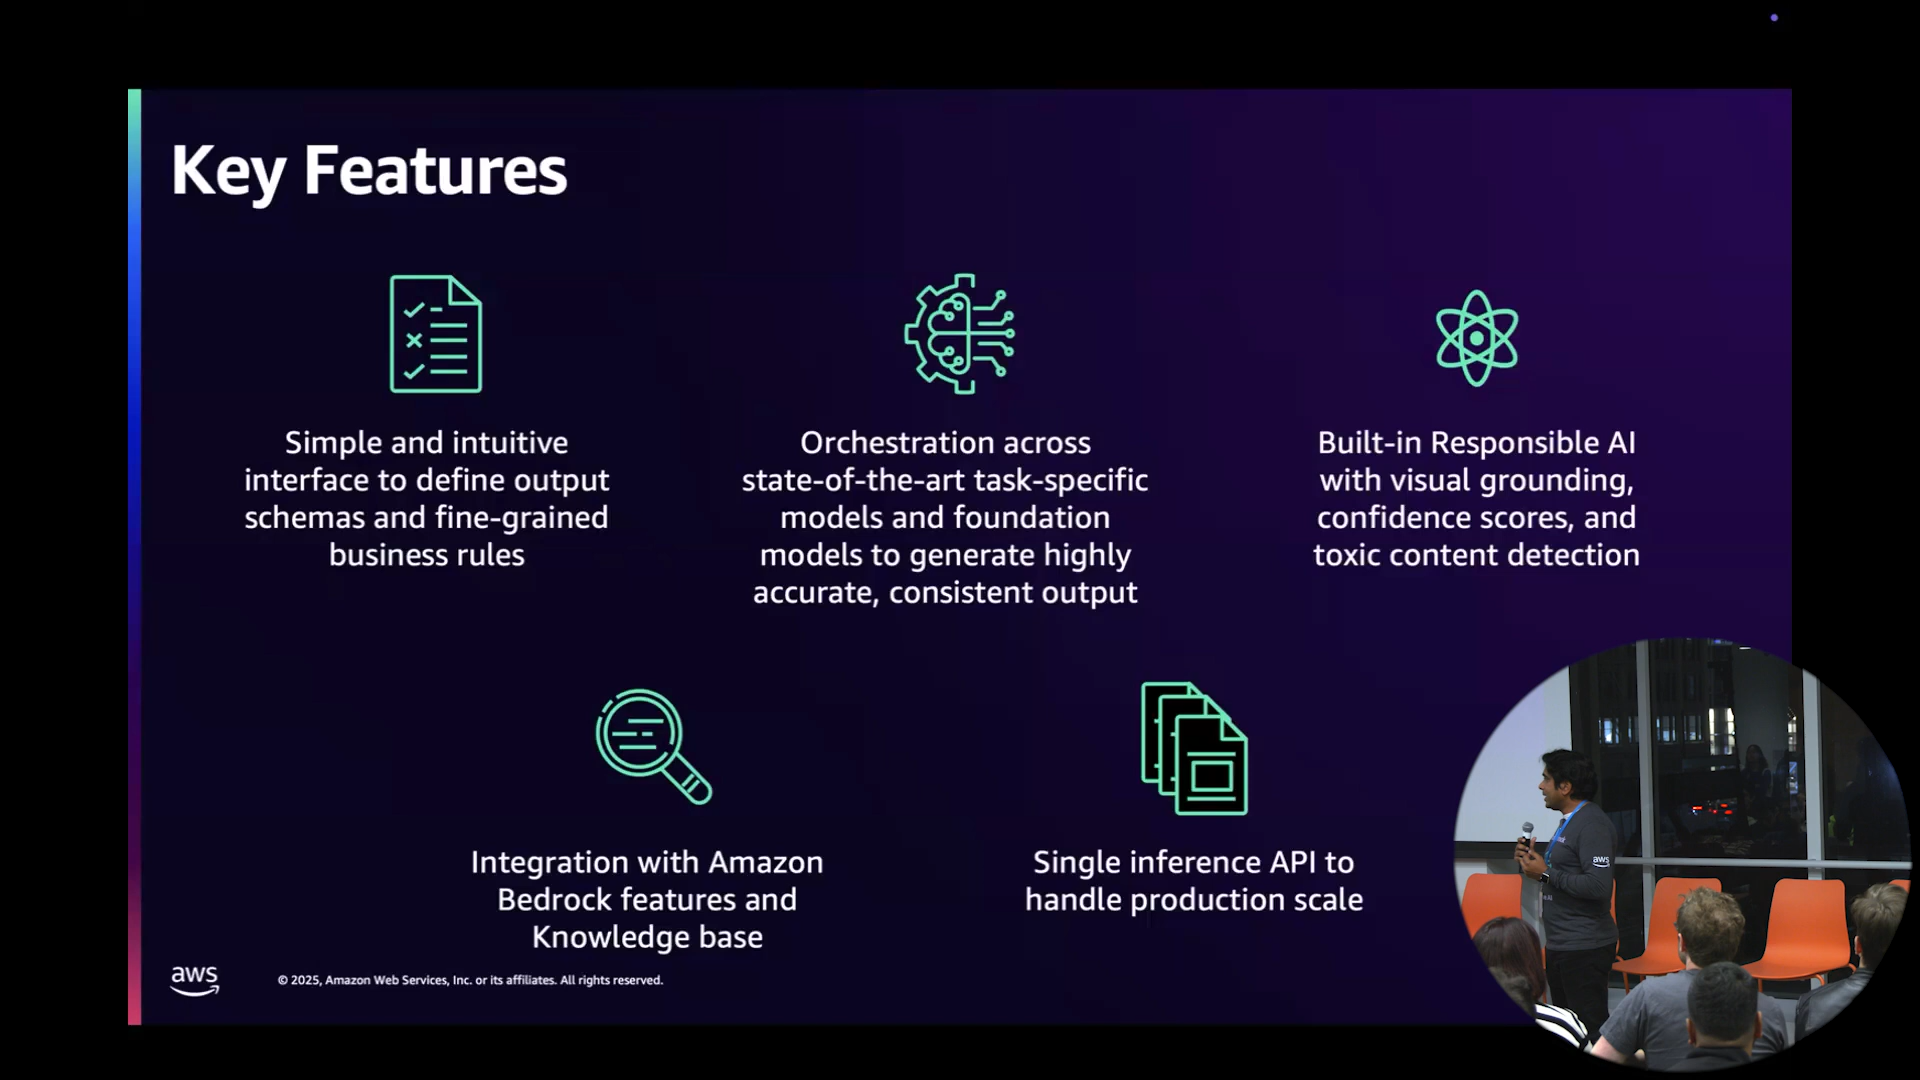 Key Features
Simple and intuitive
interface to define output
schemas and fine-grained
business rules
Orchestration across
state-of-the-art task-specific
models and foundation
models to generate highly
accurate, consistent output
Built-in Responsible AI
with visual grounding,
confidence scores, and
toxic content detection
Integration with Amazon
Bedrock features and
Knowledge base
Single inference API to
handle production scale
aws
© 2025, Amazon Web Services, Inc. or its affiliates. All rights reserved.
aws